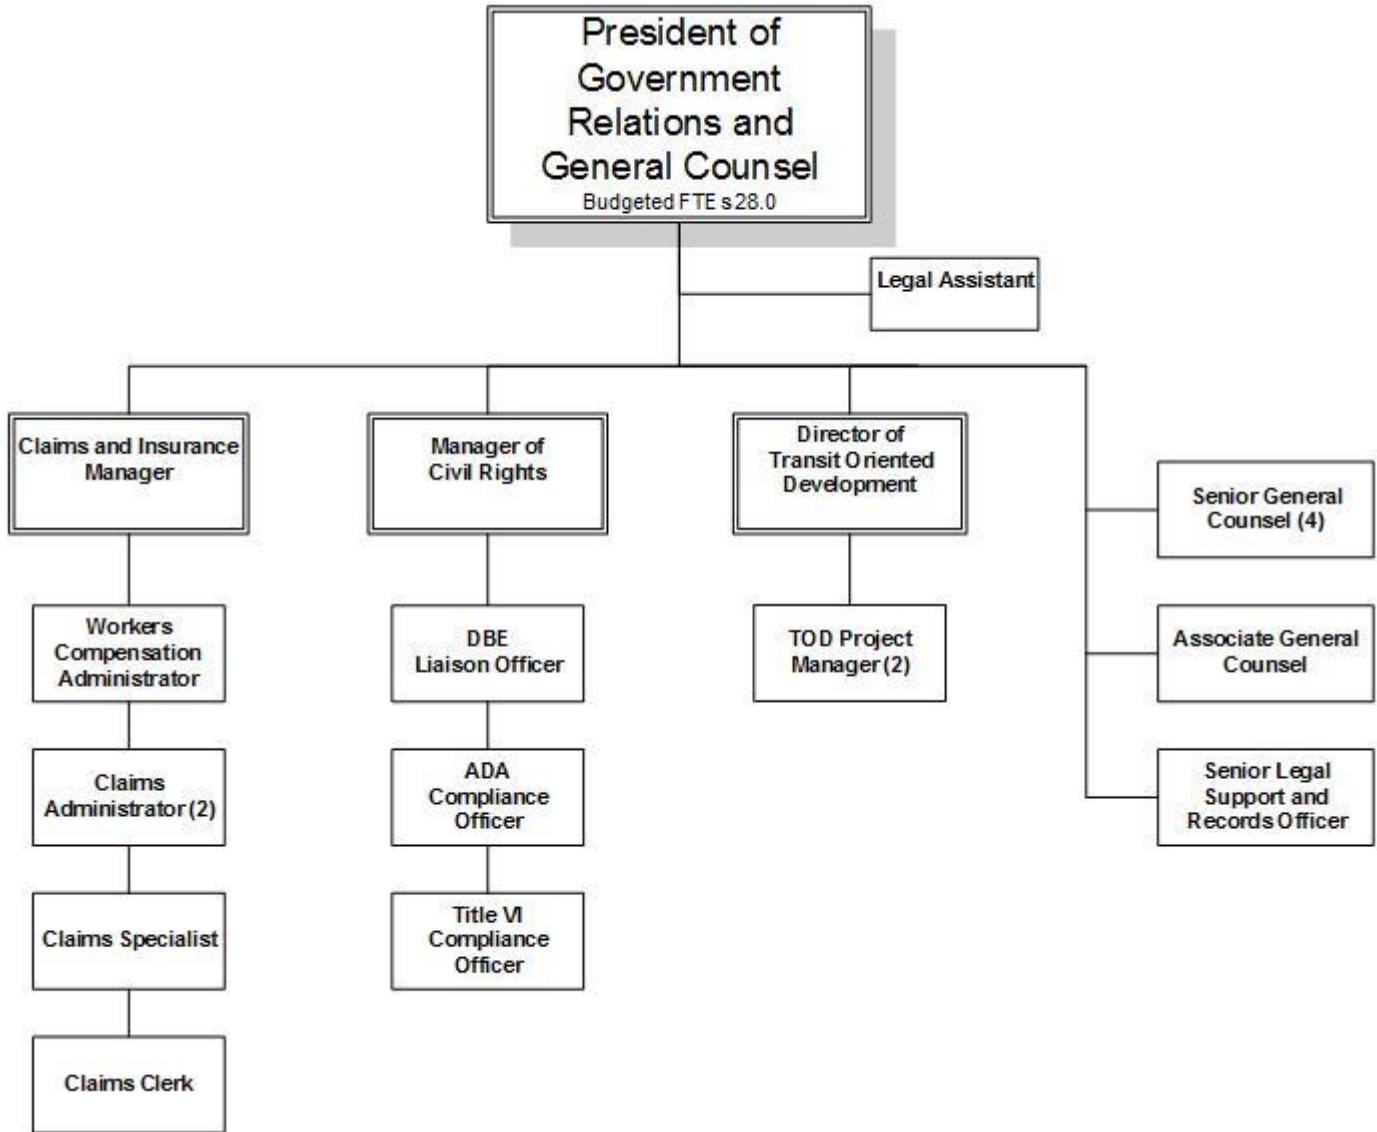 President of
Government
Relations and
General Counsel
Budgeted FTE s 28.0
Legal Assistant
Claims and Insurance
Manager
Manager of
Civil Rights
Director of
Transit Oriented
Development
Senior General
Counsel (4)
Workers
Compensation
Administrator
DBE
Liaison Officer
TOD Project
Manager (2)
Associate General
Counsel
Claims
Administrator (2)
ADA
Compliance
Officer
Senior Legal
Support and
Records Officer
Claims Specialist
Title VI
Compliance
Officer
Claims Clerk